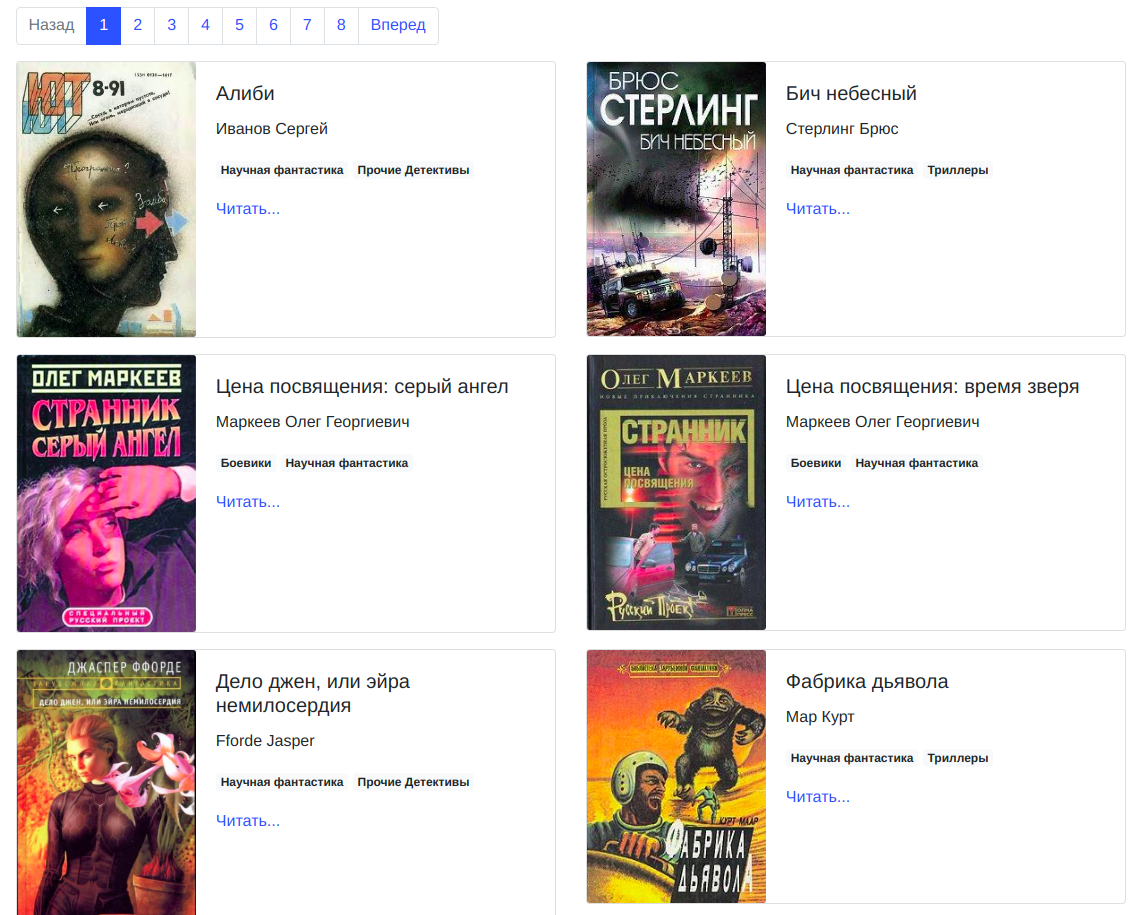 Назад 1 2 3 4 5 6 7 8 Вперед
ЮТ
8-91
Алиби
Иванов Сергей
Научная фантастика Прочие Детективы
Читать...
БРЮС
СТЕРЛИНГ
БИЧ НЕБЕСНЫЙ
Бич небесный
Стерлинг Брюс
Научная фантастика Триллеры
Читать...
ОЛЕГ МАРКЕЕВ
СТРАННИК
СЕРЫЙ АНГЕЛ
СПЕЦИАЛЬНЫЙ
РУССКИЙ ПРОЕКТ
Цена посвящения: серый ангел
Маркеев Олег Георгиевич
Боевики Научная фантастика
Читать...
ОЛЕГ МАРКЕЕВ
НОВЫЕ ПРИКЛЮЧЕНИЯ СТРАННИКА
СТРАННИК
ЦЕНА
ПОСВЯЩЕНИЯ
Русский Проект
Цена посвящения: время зверя
Маркеев Олег Георгиевич
Боевики Научная фантастика
Читать...
ДЖАСПЕР ФФОРДЕ
ДЕЛО ДЖЕН, ИЛИ ЭЙРА НЕМИЛОСЕРДИЯ
Дело джен, или эйра
немилосердия
Fforde Jasper
Научная фантастика Прочие Детективы
Читать...
БИБЛИОТЕКА ЗАРУБЕЖНОЙ ФАНТАСТИКИ
КУРТ МААР
ФАБРИКА
ДЬЯВОЛА
Фабрика дьявола
Мар Курт
Научная фантастика Триллеры
Читать...